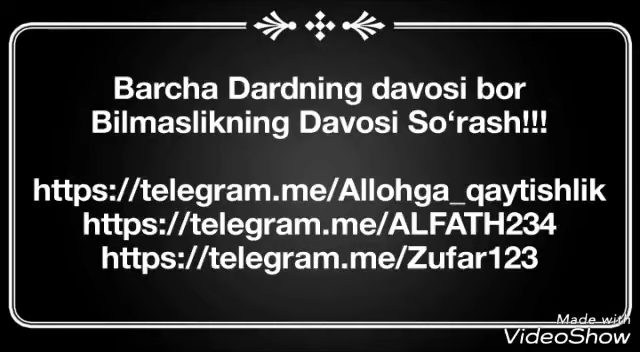 Barcha Dardning davosi bor
Bilmaslikning Davosi So‘rash!!!
https://telegram.me/Allohga_qaytishlik
https://telegram.me/ALFATH234
https://telegram.me/Zufar123
Made with
VideoShow